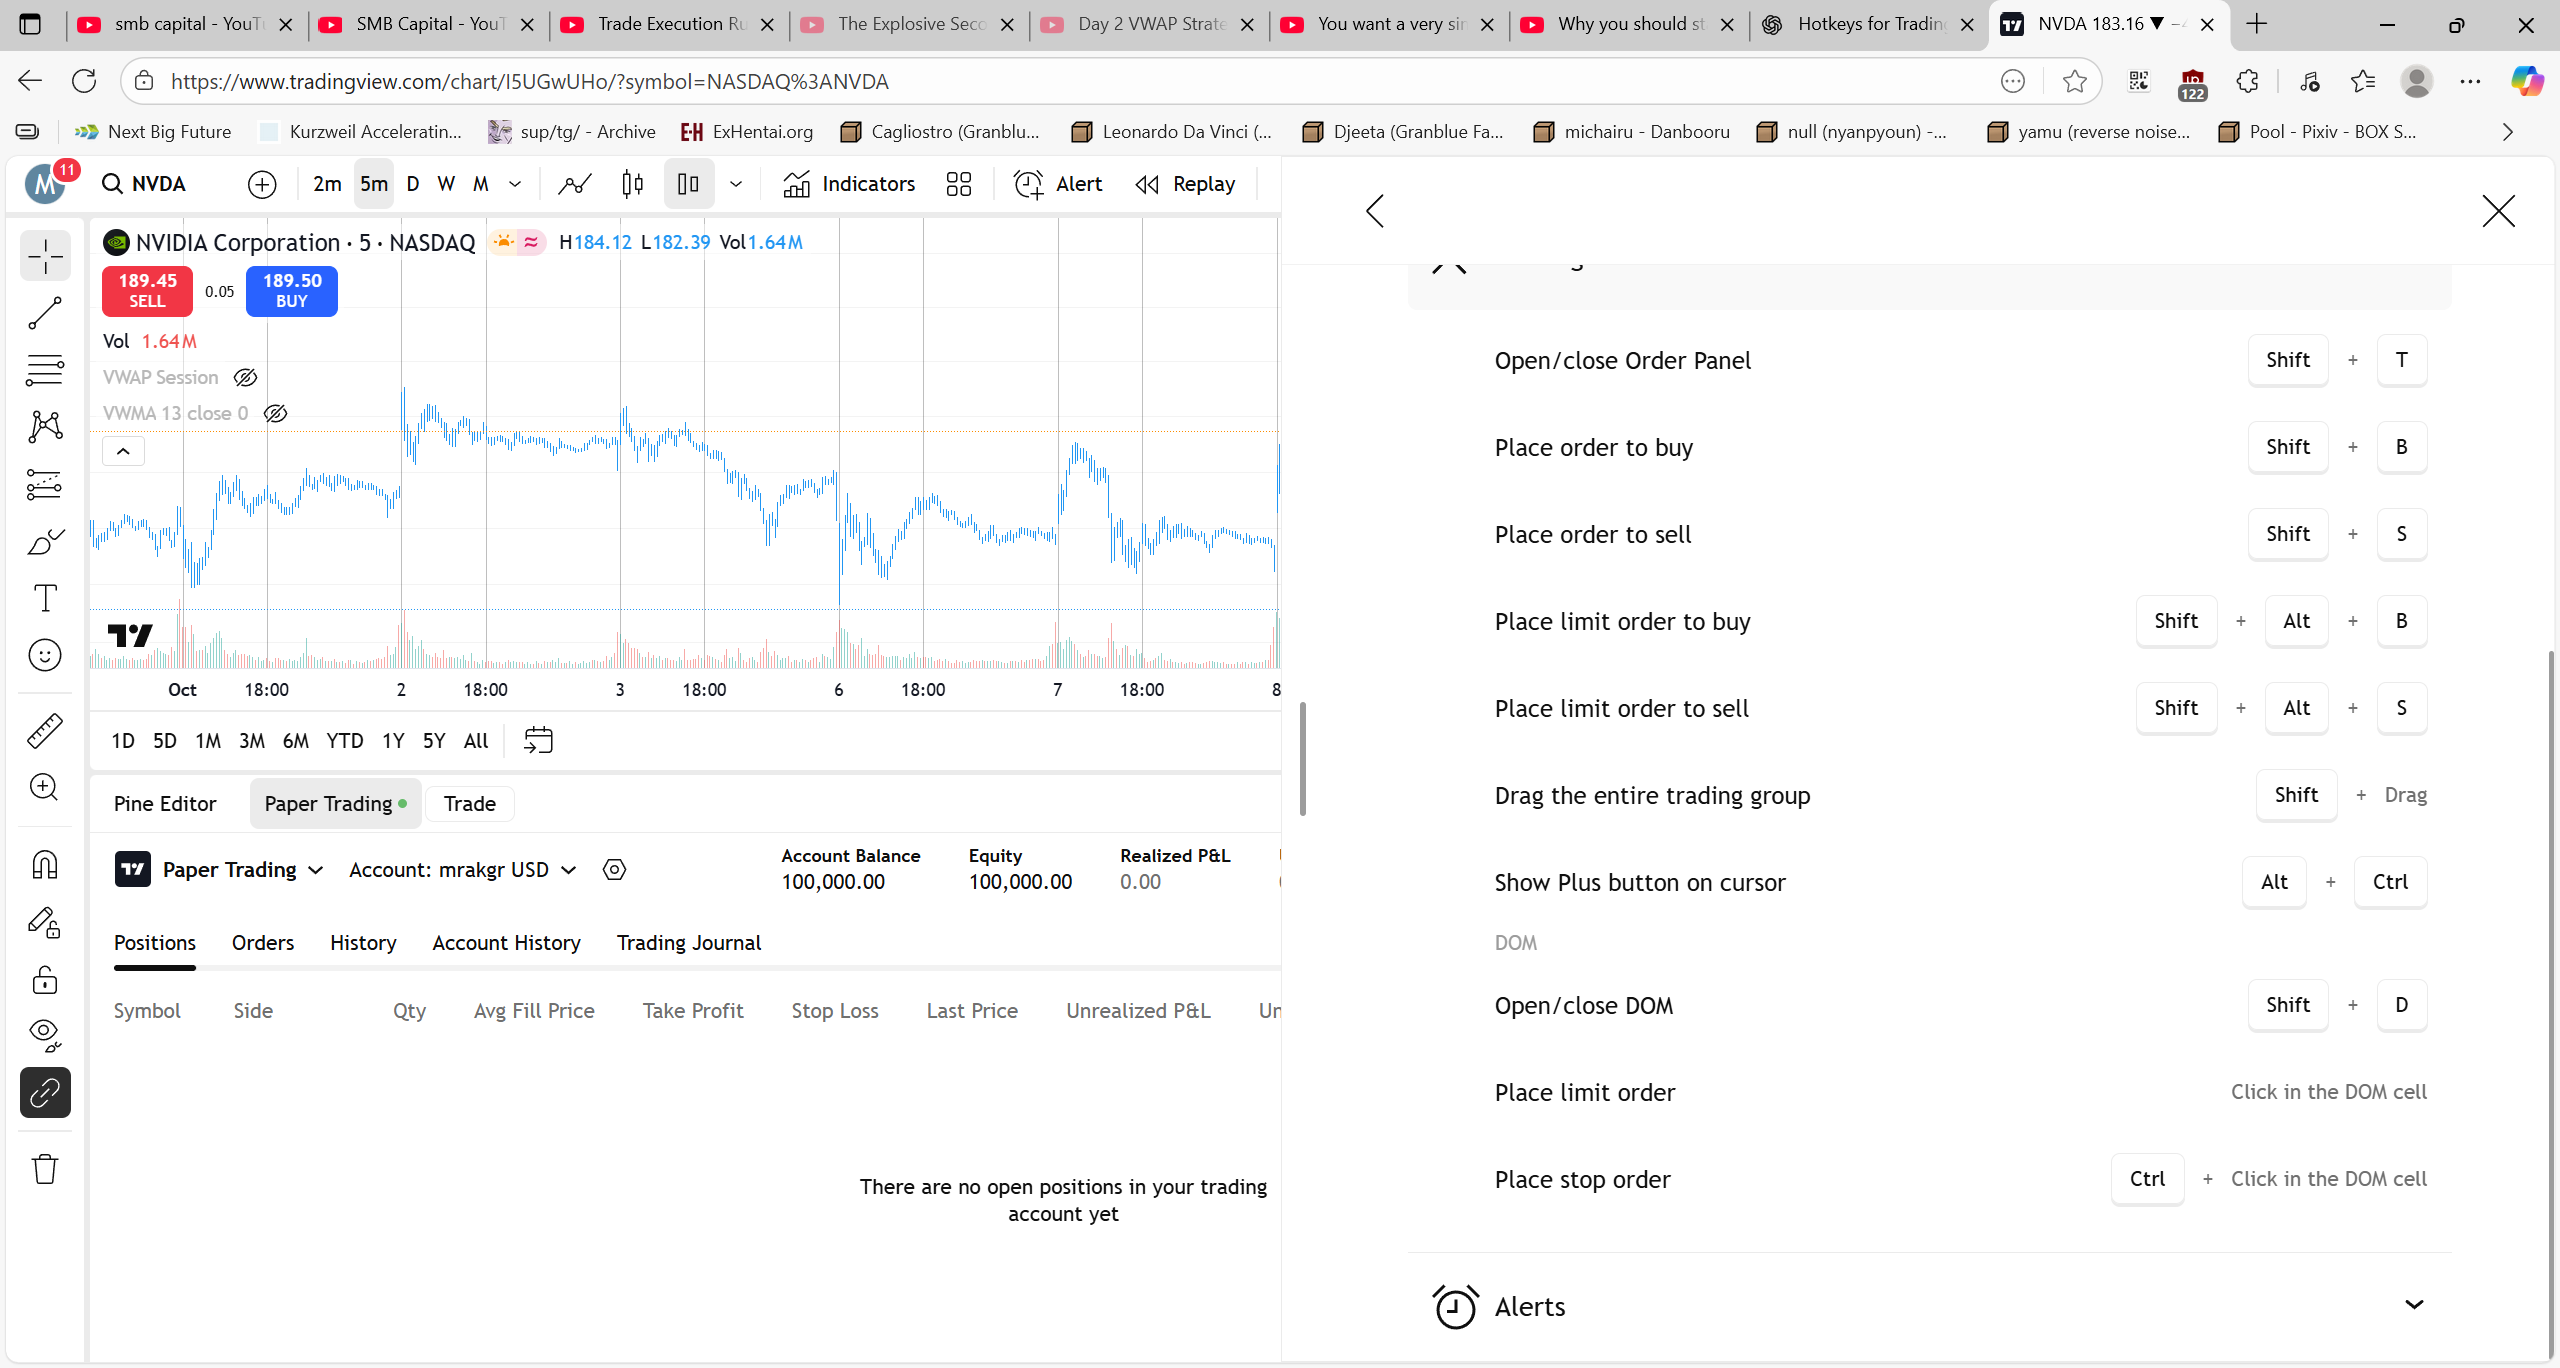 smb capital - YouTu
SMB Capital - YouT
Trade Execution Ru
The Explosive Seco
Day 2 VWAP Strate
You want a very sim
Why you should st
Hotkeys for Trading
NVDA 183.16 ▼ −4
https://www.tradingview.com/chart/I5UGwUHo/?symbol=NASDAQ%3ANVDA
122
Next Big Future
Kurzweil Acceleratin...
sup/tg/ - Archive
EH ExHentai.org
Cagliostro (Granblu...
Leonardo Da Vinci (...
Djeeta (Granblue Fa...
michairu - Danbooru
null (nyanpyoun) -...
yamu (reverse noise...
Pool - Pixiv - BOX S...
M 11
NVDA
2m 5m D W M
Indicators
Alert
Replay
NVIDIA Corporation · 5 · NASDAQ
H184.12 L182.39 Vol1.64M
189.45
SELL
0.05
189.50
BUY
Vol 1.64M
VWAP Session
VWMA 13 close 0
Oct 18:00 2 18:00 3 18:00 6 18:00 7 18:00 8
1D 5D 1M 3M 6M YTD 1Y 5Y All
Pine Editor
Paper Trading
Trade
Paper Trading
Account: mrakgr USD
Account Balance
100,000.00
Equity
100,000.00
Realized P&L
0.00
Positions Orders History Account History Trading Journal
Symbol Side Qty Avg Fill Price Take Profit Stop Loss Last Price Unrealized P&L Un
There are no open positions in your trading
account yet
Open/close Order Panel Shift + T
Place order to buy Shift + B
Place order to sell Shift + S
Place limit order to buy Shift + Alt + B
Place limit order to sell Shift + Alt + S
Drag the entire trading group Shift + Drag
Show Plus button on cursor Alt + Ctrl
DOM
Open/close DOM Shift + D
Place limit order Click in the DOM cell
Place stop order Ctrl + Click in the DOM cell
Alerts